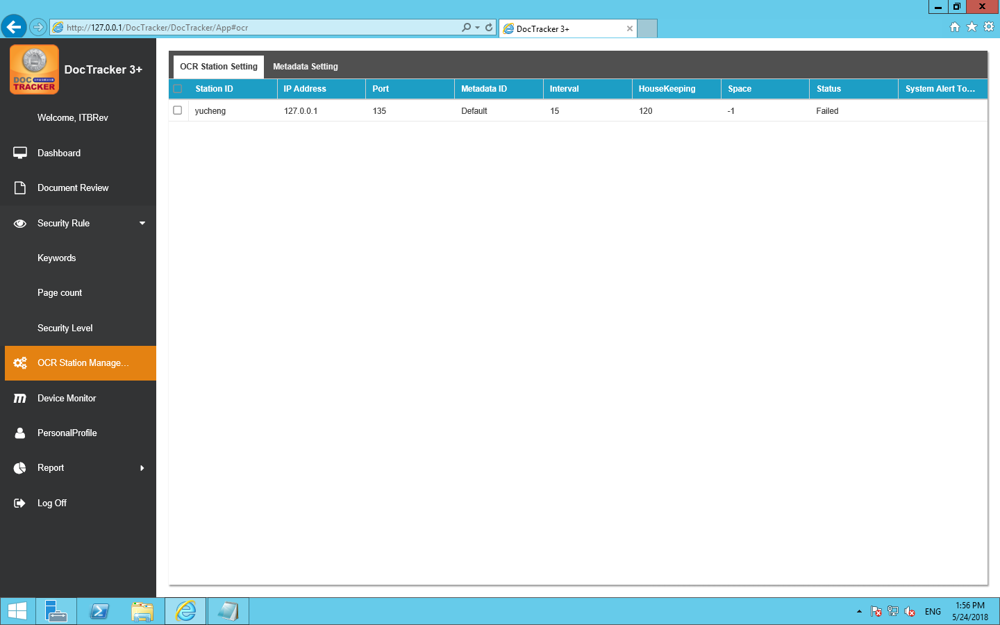 http://127.0.0.1/DocTracker/DocTracker/App#ocr
DocTracker 3+
DOC
TRACKER
DocTracker 3+
Welcome, ITBRev
Dashboard
Document Review
Security Rule
Keywords
Page count
Security Level
OCR Station Manage...
Device Monitor
PersonalProfile
Report
Log Off
OCR Station Setting Metadata Setting
Station ID IP Address Port Metadata ID Interval HouseKeeping Space Status System Alert To...
yucheng 127.0.0.1 135 Default 15 120 -1 Failed
ENG
1:56 PM
5/24/2018